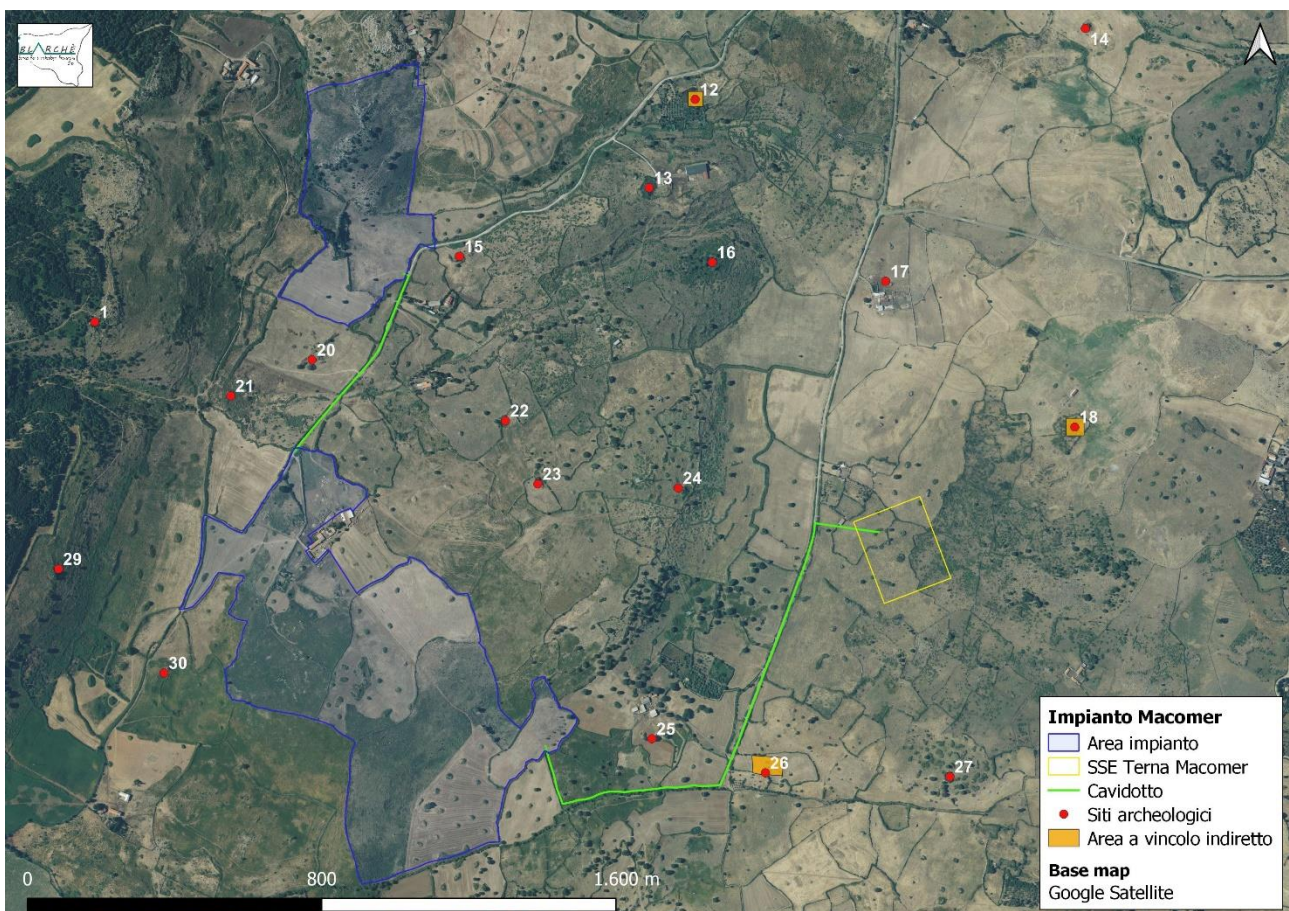 BL ARCHÈ
14
12
13
15
16
17
1
20
21
22
18
23
24
29
30
25
26
27
0 800 1.600 m
Impianto Macomer
Area impianto
SSE Terna Macomer
Cavidotto
Siti archeologici
Area a vincolo indiretto
Base map
Google Satellite